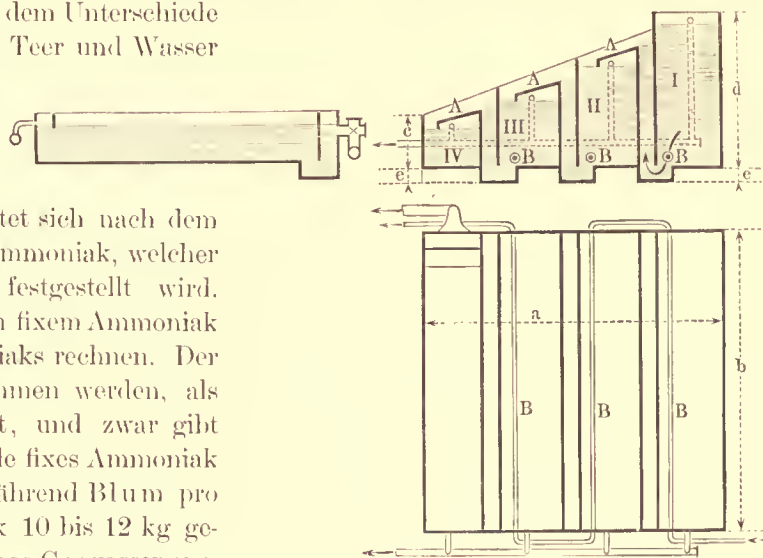 dem Unterschiede
Teer und Wasser
A
A
A
I
II
III
IV
B
B
B
c
d
e
e
tet sich nach dem
mmoniak, welcher
festgestellt wird.
n fixem Ammoniak
iaks rechnen. Der
mmen werden, als
t, und zwar gibt
le fixes Ammoniak
ährend Blum pro
k 10 bis 12 kg ge-
a
b
B
B
B